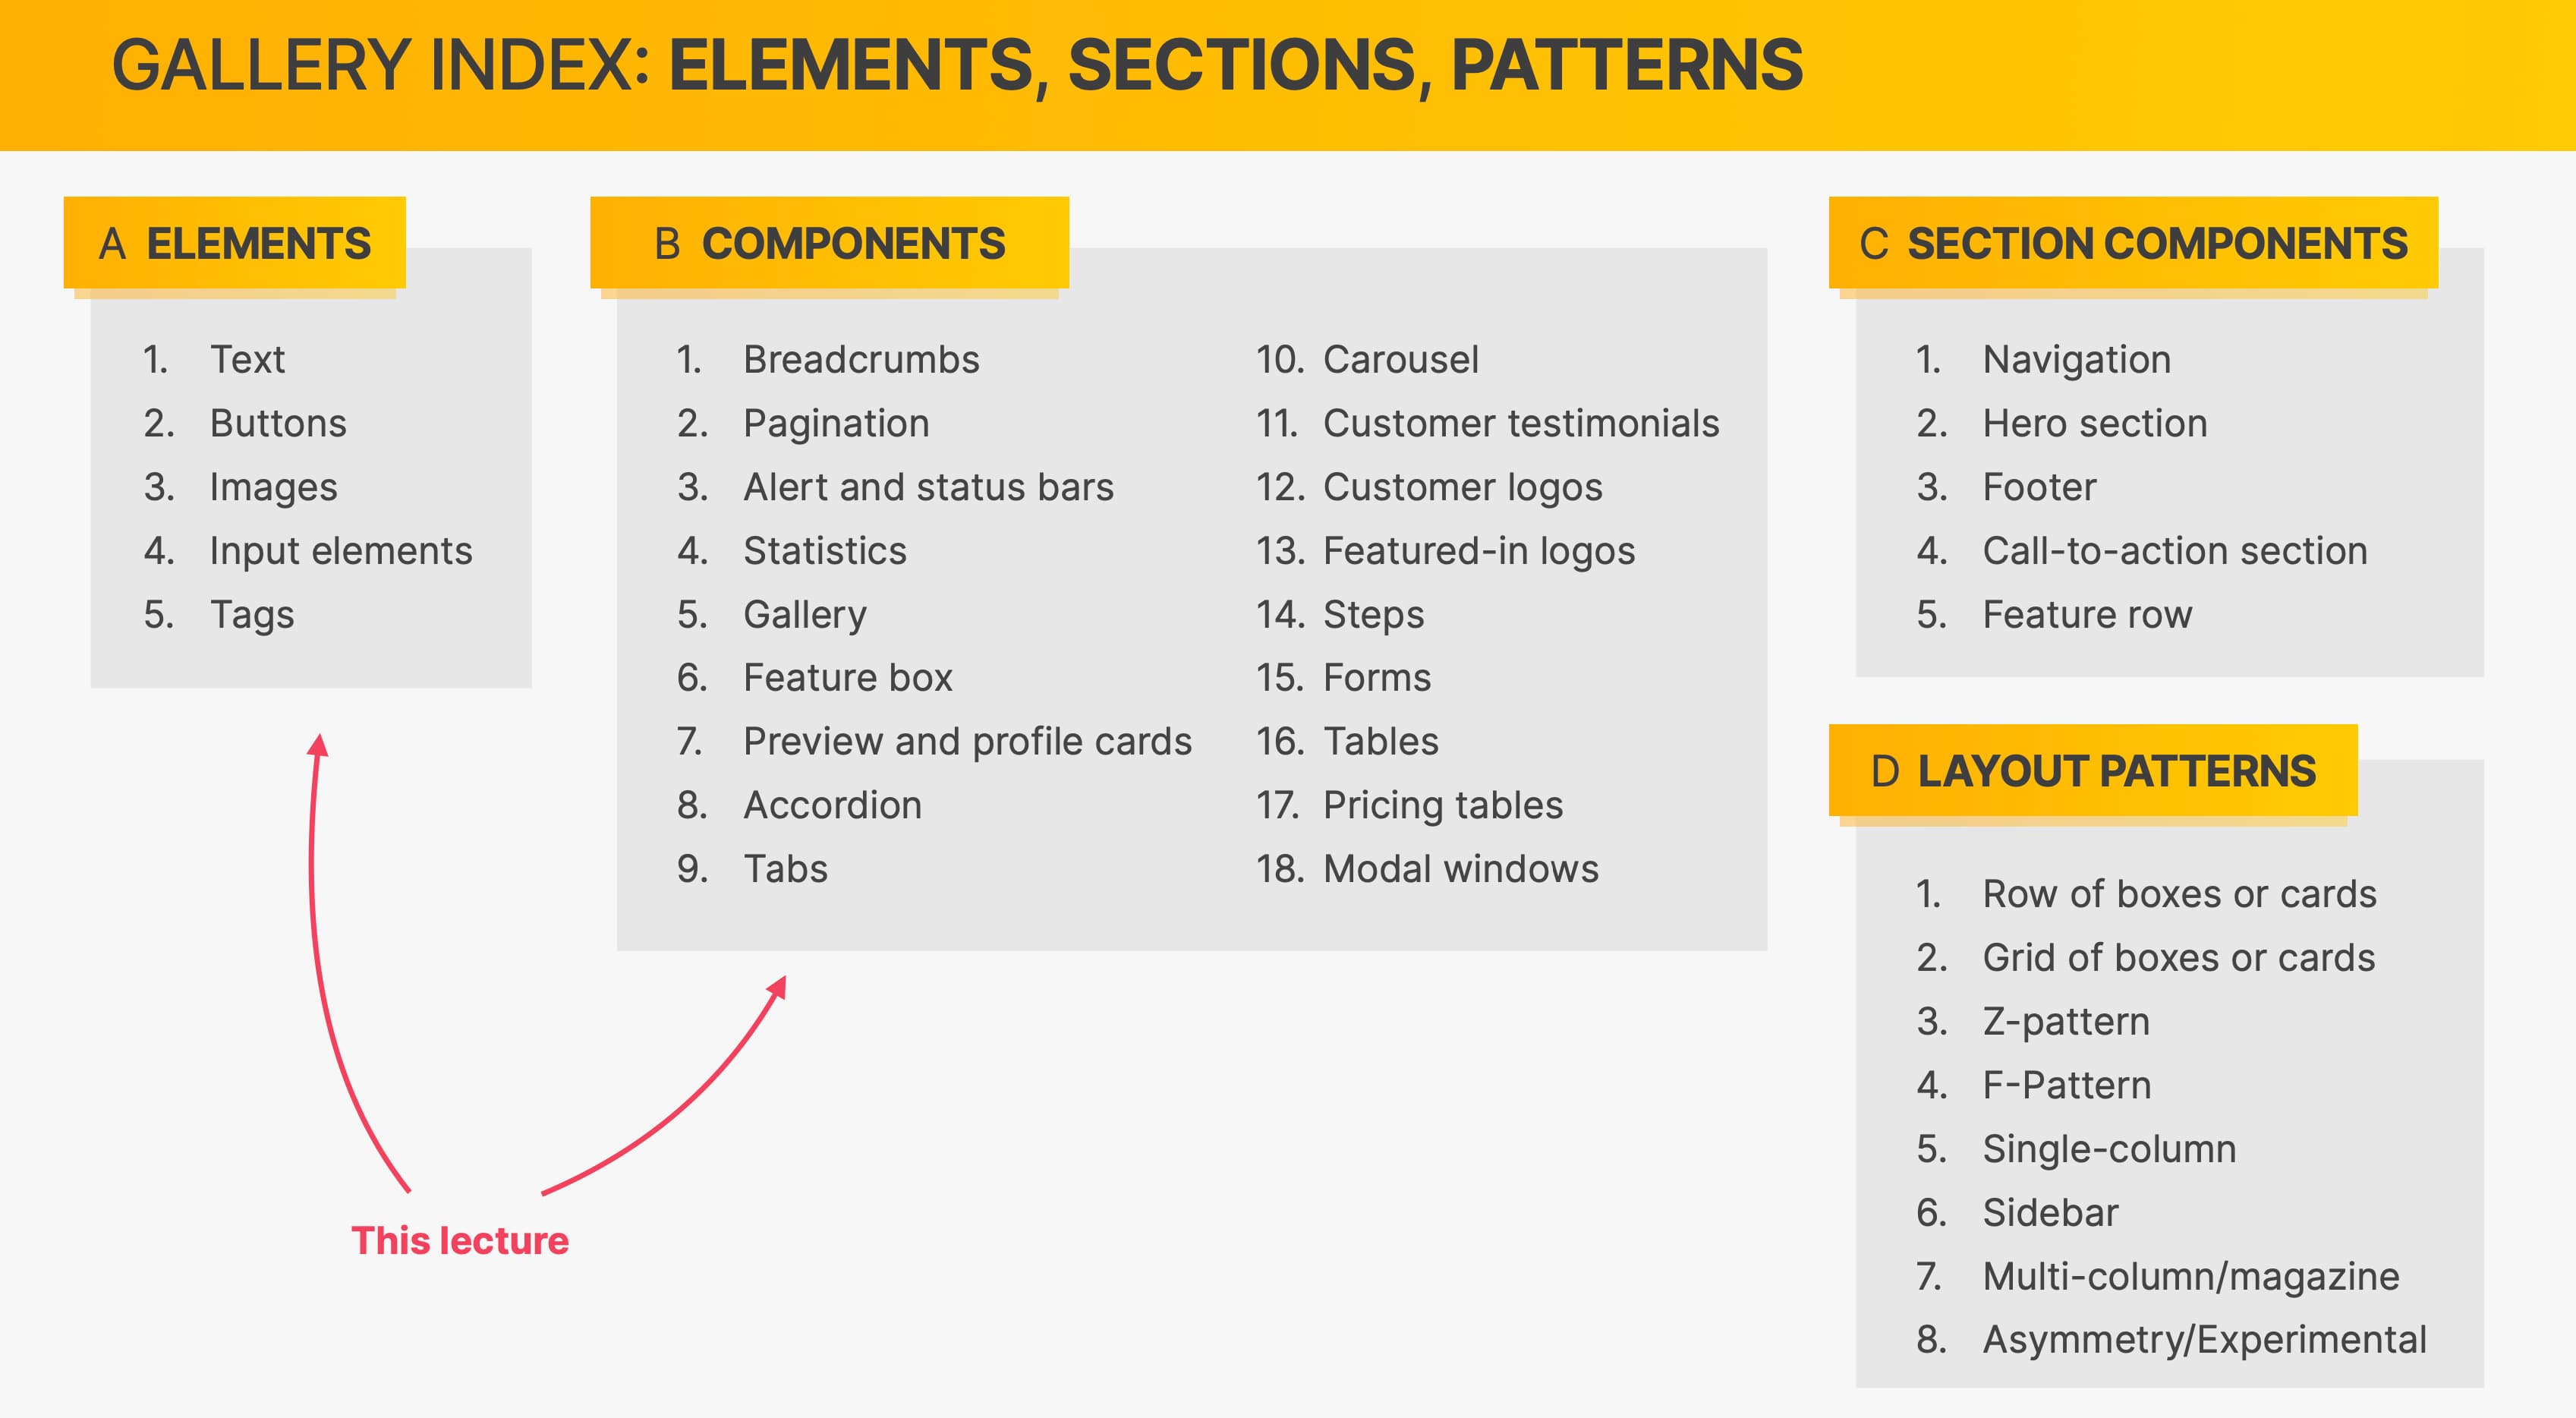 GALLERY INDEX: ELEMENTS, SECTIONS, PATTERNS
A ELEMENTS
1. Text
2. Buttons
3. Images
4. Input elements
5. Tags
B COMPONENTS
1. Breadcrumbs
2. Pagination
3. Alert and status bars
4. Statistics
5. Gallery
6. Feature box
7. Preview and profile cards
8. Accordion
9. Tabs
10. Carousel
11. Customer testimonials
12. Customer logos
13. Featured-in logos
14. Steps
15. Forms
16. Tables
17. Pricing tables
18. Modal windows
C SECTION COMPONENTS
1. Navigation
2. Hero section
3. Footer
4. Call-to-action section
5. Feature row
D LAYOUT PATTERNS
1. Row of boxes or cards
2. Grid of boxes or cards
3. Z-pattern
4. F-Pattern
5. Single-column
6. Sidebar
7. Multi-column/magazine
8. Asymmetry/Experimental
This lecture